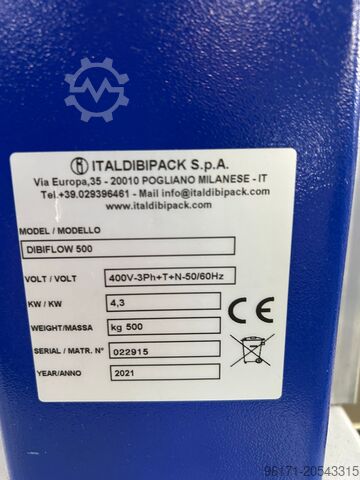 ITALDIBIPACK S.p.A.
Via Europa,35 - 20010 POGLIANO MILANESE - IT
Tel.+39.029396461 - Mail info@italdibipack.com
www.italdibipack.com
MODEL / MODELLO
DIBIFLOW 500
VOLT / VOLT 400V-3Ph+T+N-50/60Hz
KW / KW 4,3
WEIGHT/MASSA kg 500
SERIAL / MATR. N° 022915
YEAR/ANNO 2021
CE
98171-20543315